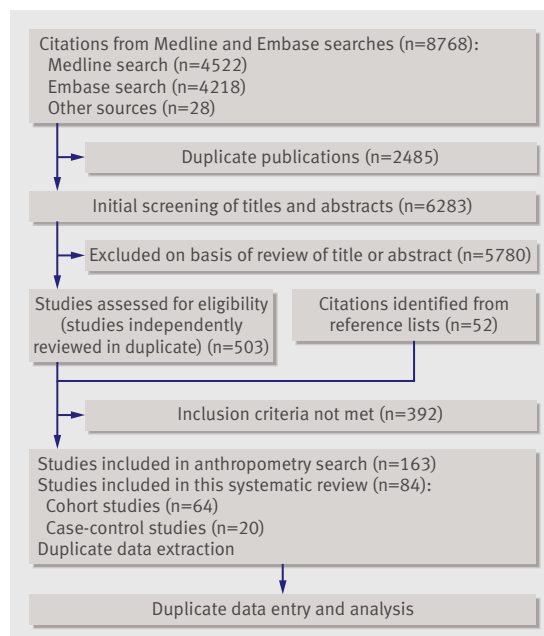 Citations from Medline and Embase searches (n=8768):
Medline search (n=4522)
Embase search (n=4218)
Other sources (n=28)
Duplicate publications (n=2485)
Initial screening of titles and abstracts (n=6283)
Excluded on basis of review of title or abstract (n=5780)
Studies assessed for eligibility
(studies independently
reviewed in duplicate) (n=503)
Citations identified from
reference lists (n=52)
Inclusion criteria not met (n=392)
Studies included in anthropometry search (n=163)
Studies included in this systematic review (n=84):
Cohort studies (n=64)
Case-control studies (n=20)
Duplicate data extraction
Duplicate data entry and analysis